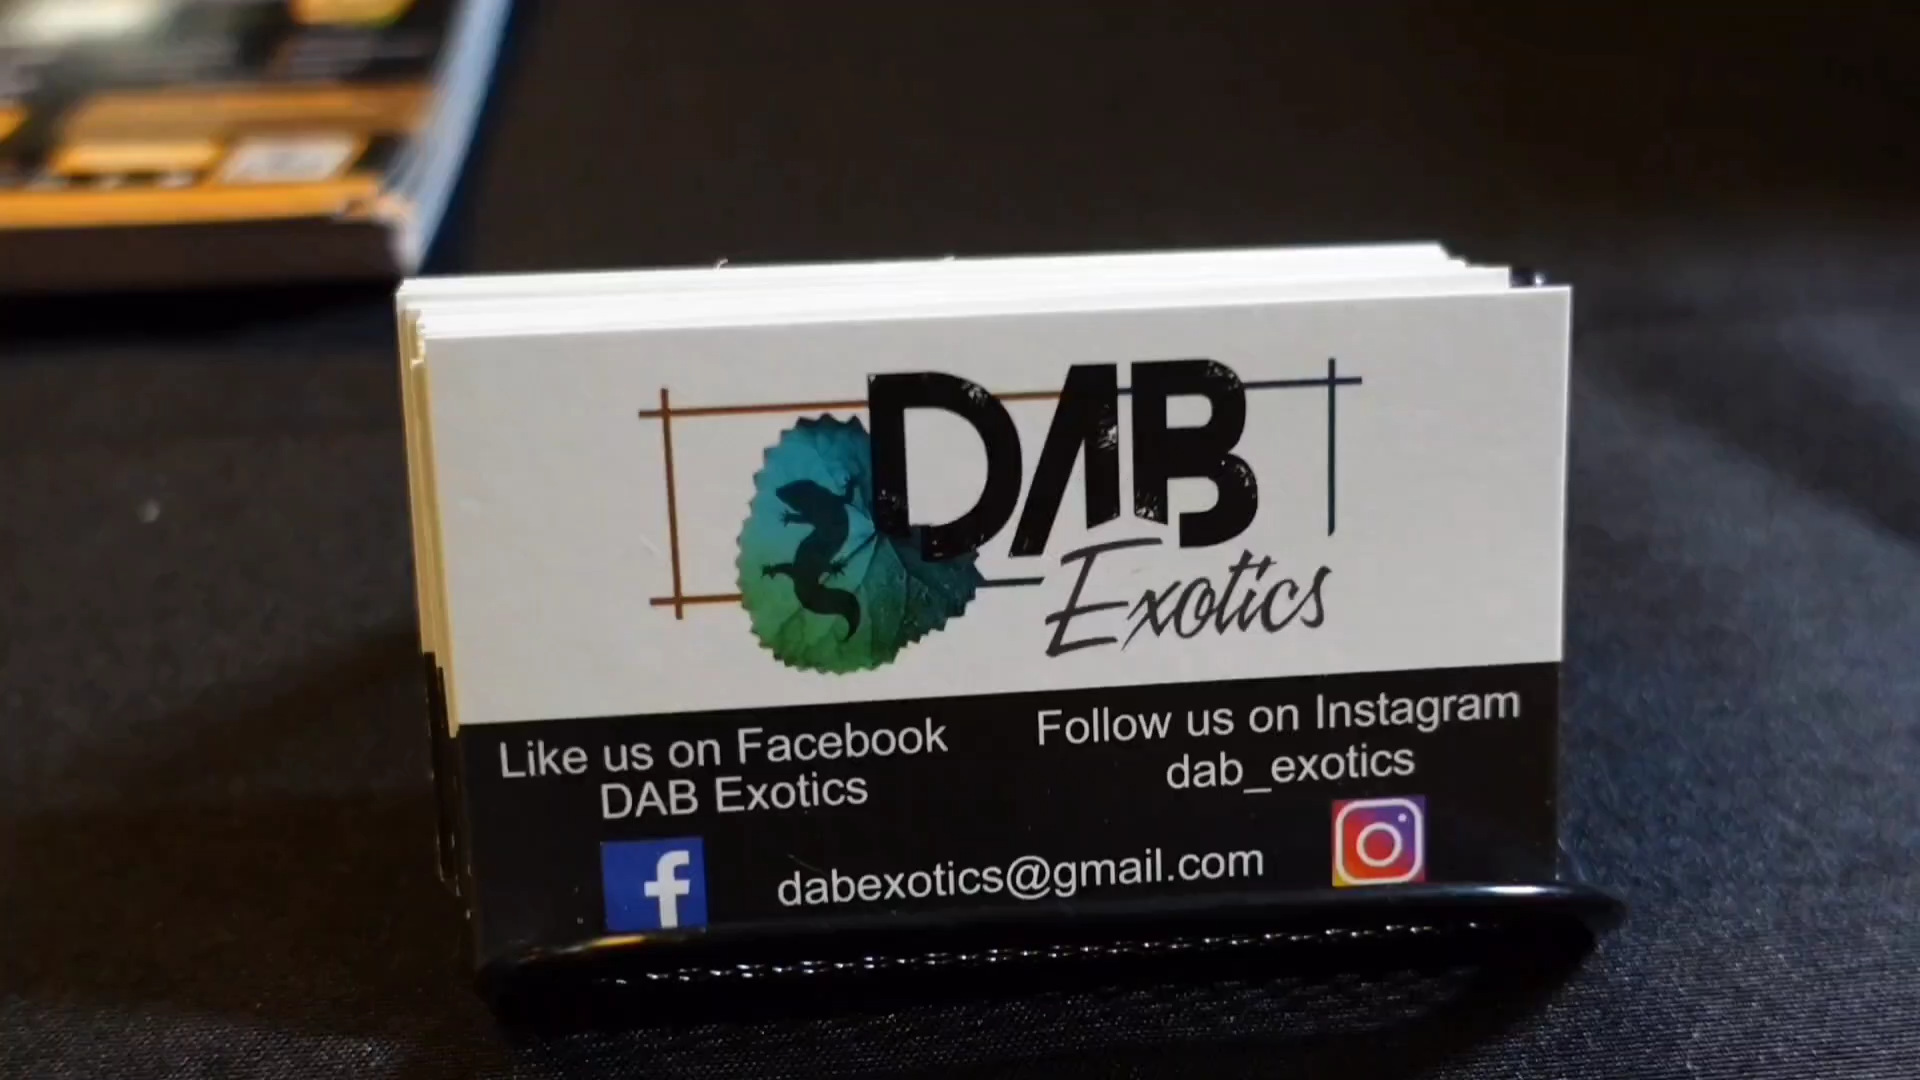 DAB
Exotics
Like us on Facebook
DAB Exotics
Follow us on Instagram
dab_exotics
f
dabexotics@gmail.com